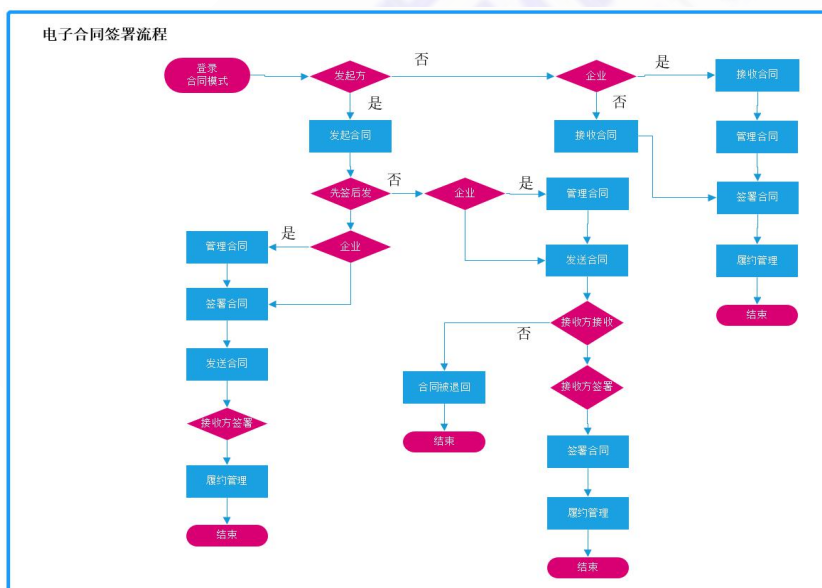 电子合同签署流程
登录
合同模式
发起方
否
企业
是
接收合同
是
否
发起合同
接收合同
管理合同
先签后发
否
企业
是
管理合同
签署合同
是
管理合同
企业
发送合同
履约管理
签署合同
接收方接收
结束
否
发送合同
合同被退回
接收方签署
接收方签署
结束
签署合同
履约管理
履约管理
结束
结束